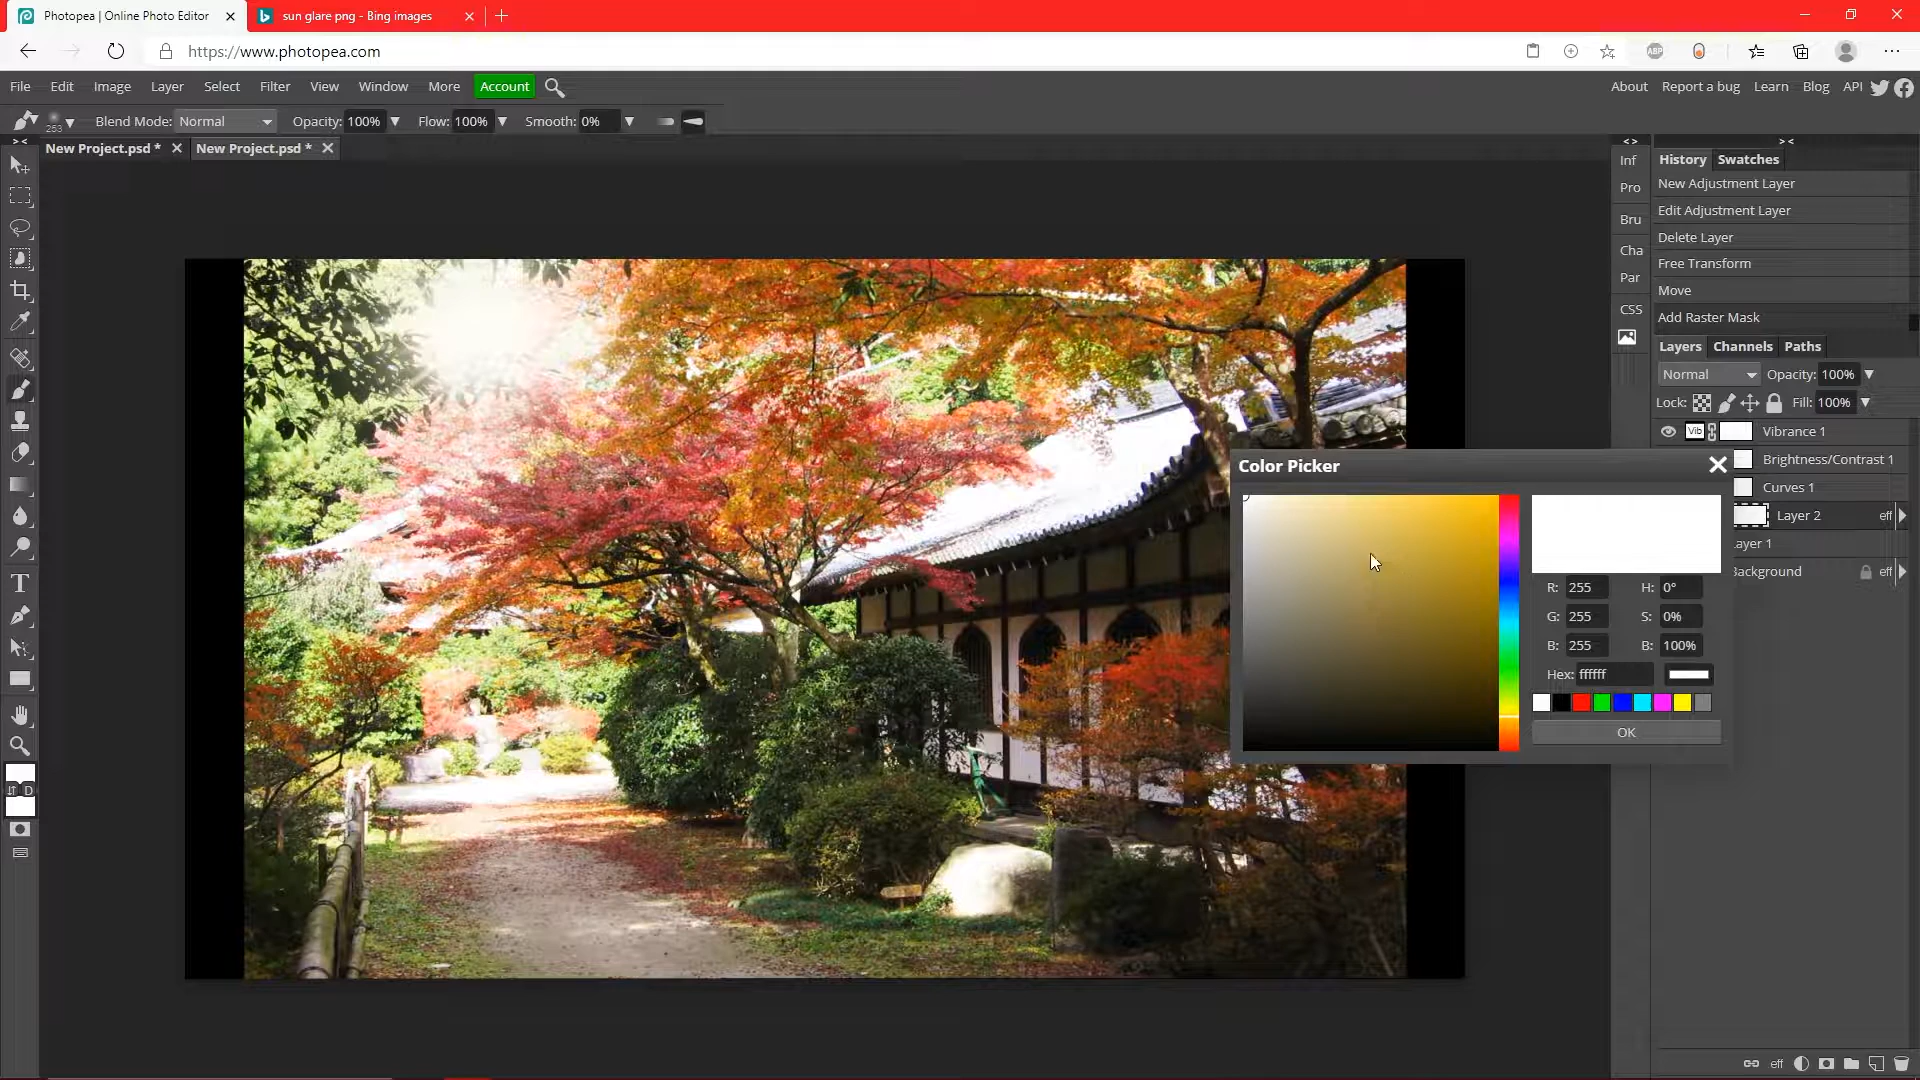 Photopea | Online Photo Editor
sun glare png - Bing images
https://www.photopea.com
ABP
File Edit Image Layer Select Filter View Window More Account
About Report a bug Learn Blog API
253 Blend Mode: Normal Opacity: 100% Flow: 100% Smooth: 0%
New Project.psd * New Project.psd *
Inf
Pro
Bru
Cha
Par
CSS
History Swatches
New Adjustment Layer
Edit Adjustment Layer
Delete Layer
Free Transform
Move
Add Raster Mask
Layers Channels Paths
Normal Opacity: 100%
Lock: Fill: 100%
Vib Vibrance 1
Brightness/Contrast 1
Curves 1
Layer 2 eff
ayer 1
Background eff
Color Picker
R: 255 H: 0°
G: 255 S: 0%
B: 255 B: 100%
Hex: ffffff
OK
T
D
eff